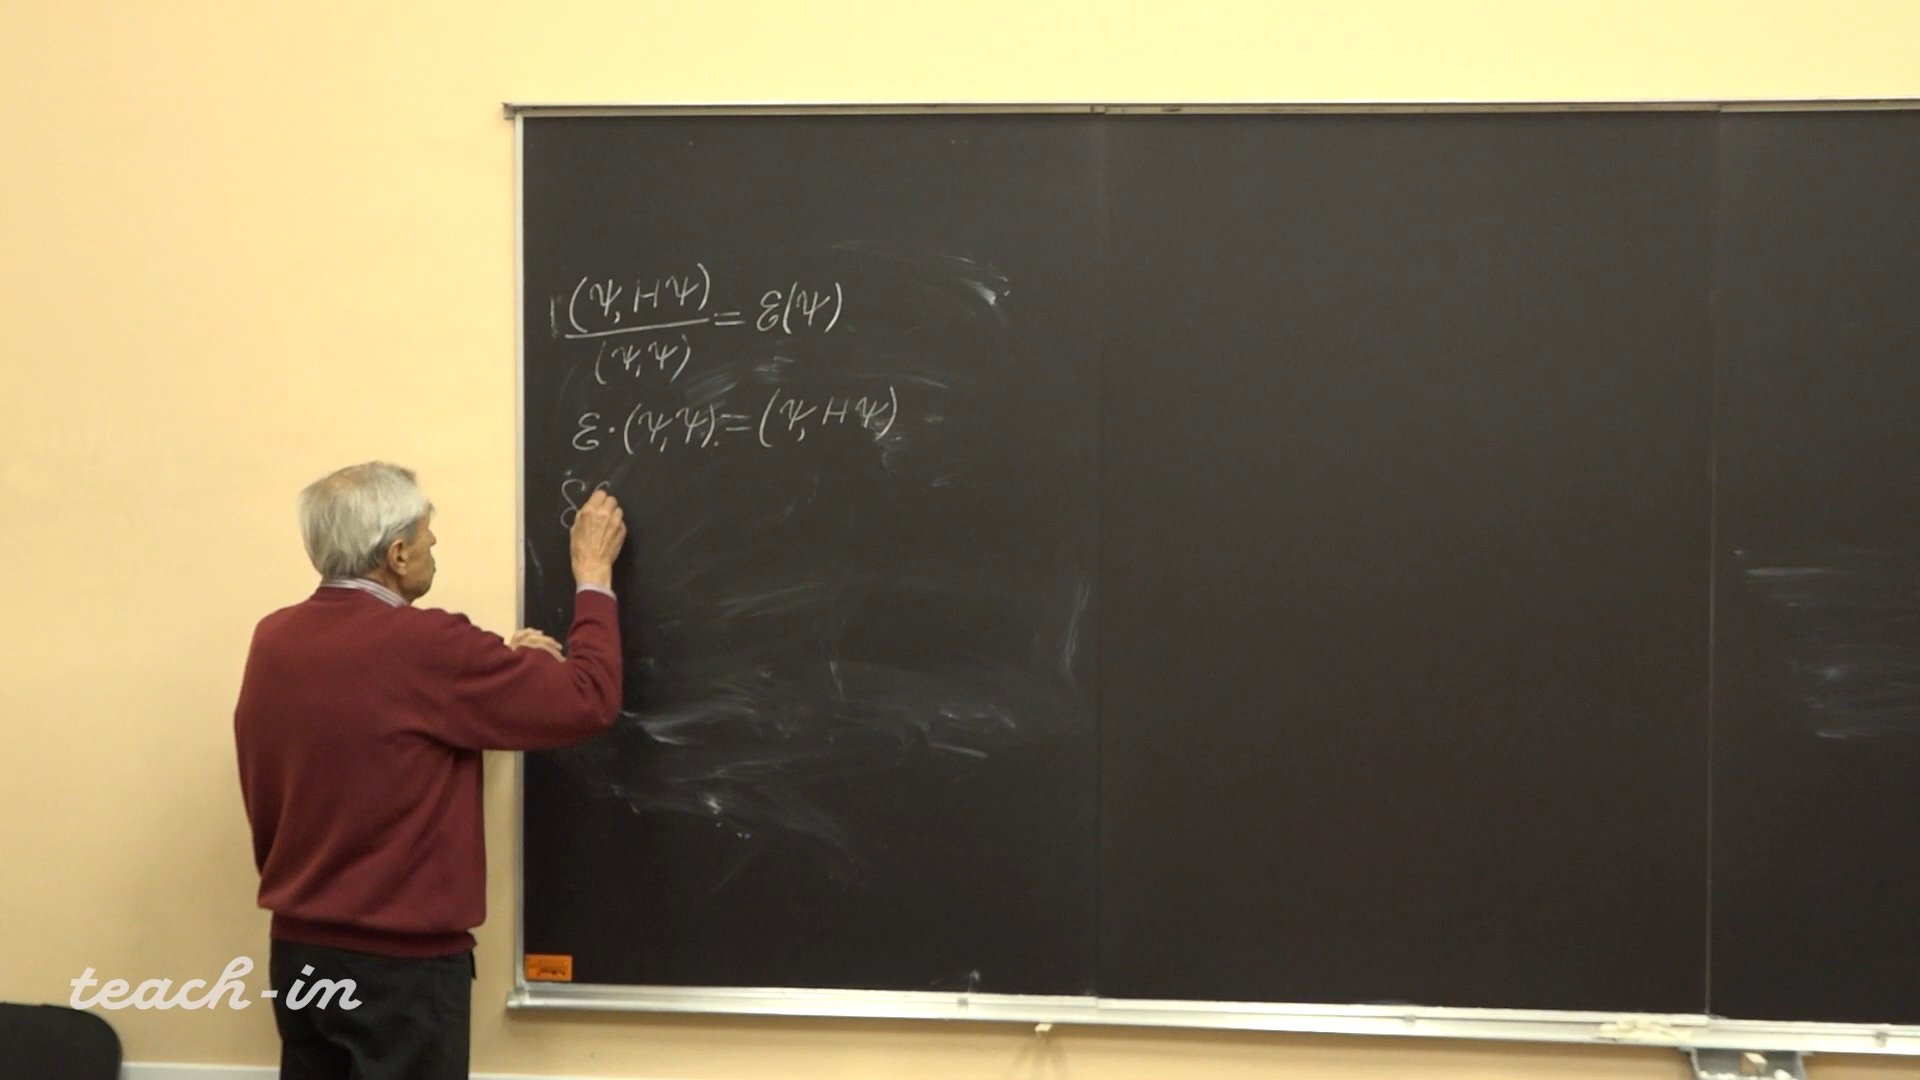 (ψ, Hψ) / (ψ, ψ) = ε(ψ)
ε · (ψ, ψ) = (ψ, Hψ)
δ
teach-in